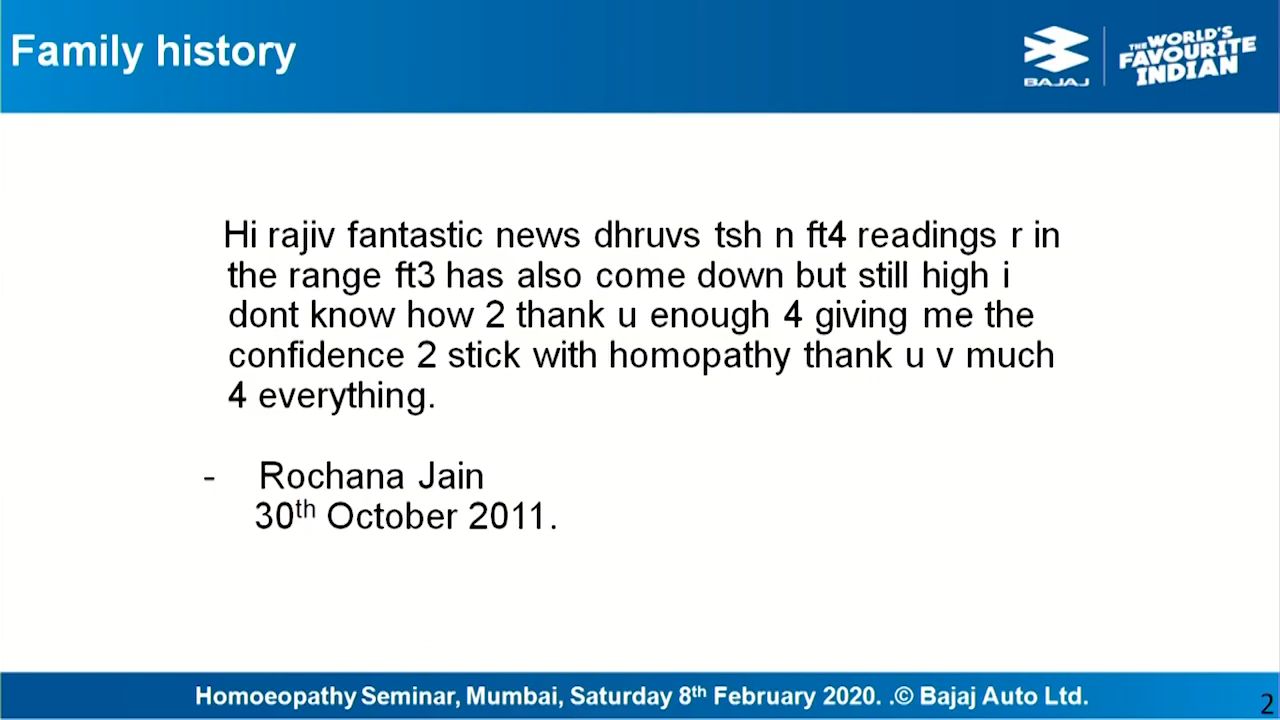 Family history
BAJAJ
THE WORLD'S
FAVOURITE
INDIAN
Hi rajiv fantastic news dhruvs tsh n ft4 readings r in
the range ft3 has also come down but still high i
dont know how 2 thank u enough 4 giving me the
confidence 2 stick with homopathy thank u v much
4 everything.
- Rochana Jain
30th October 2011.
Homoeopathy Seminar, Mumbai, Saturday 8th February 2020. .© Bajaj Auto Ltd.
2